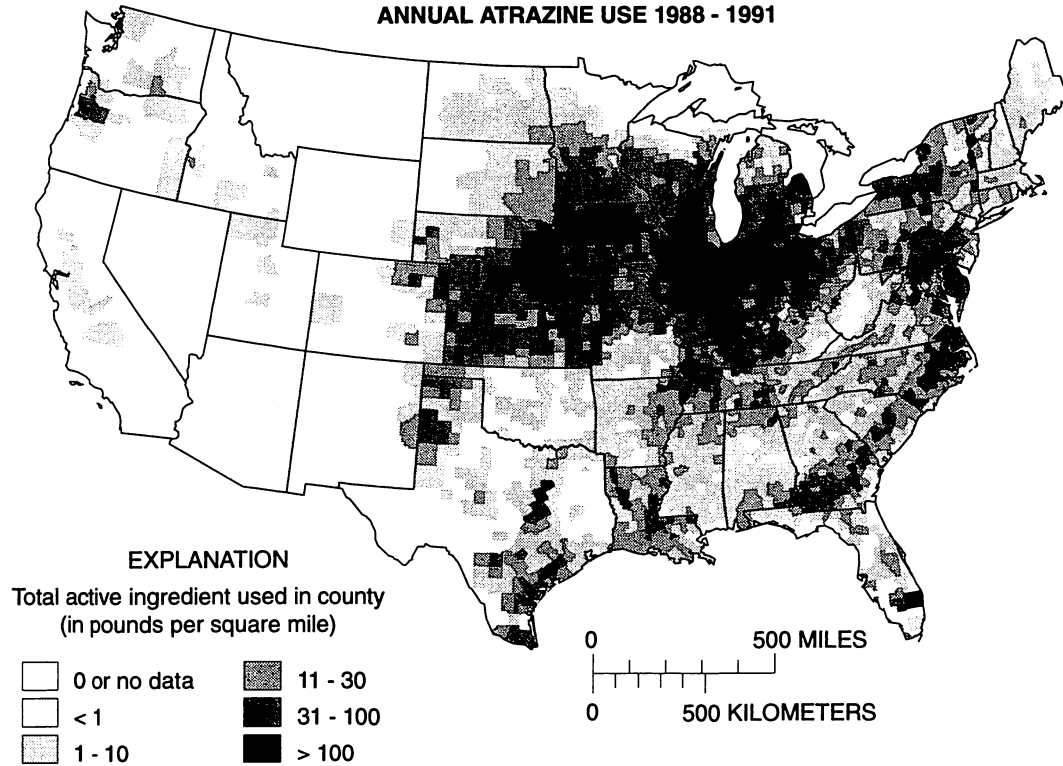 ANNUAL ATRAZINE USE 1988 - 1991
EXPLANATION
Total active ingredient used in county
(in pounds per square mile)
0 or no data
< 1
1 - 10
11 - 30
31 - 100
> 100
0 500 MILES
0 500 KILOMETERS